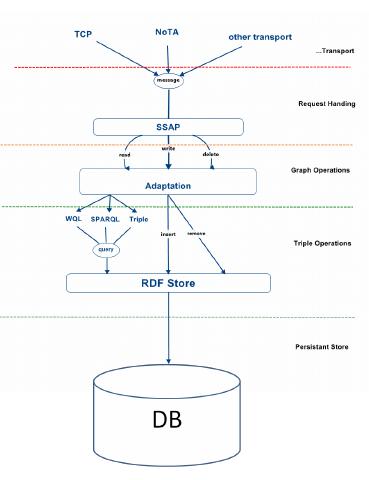 TCP
NoTA
other transport
...Transport
message
Request Handing
SSAP
read
write
delete
Graph Operations
Adaptation
WQL
SPARQL
Triple
insert
remove
Triple Operations
query
RDF Store
Persistant Store
DB